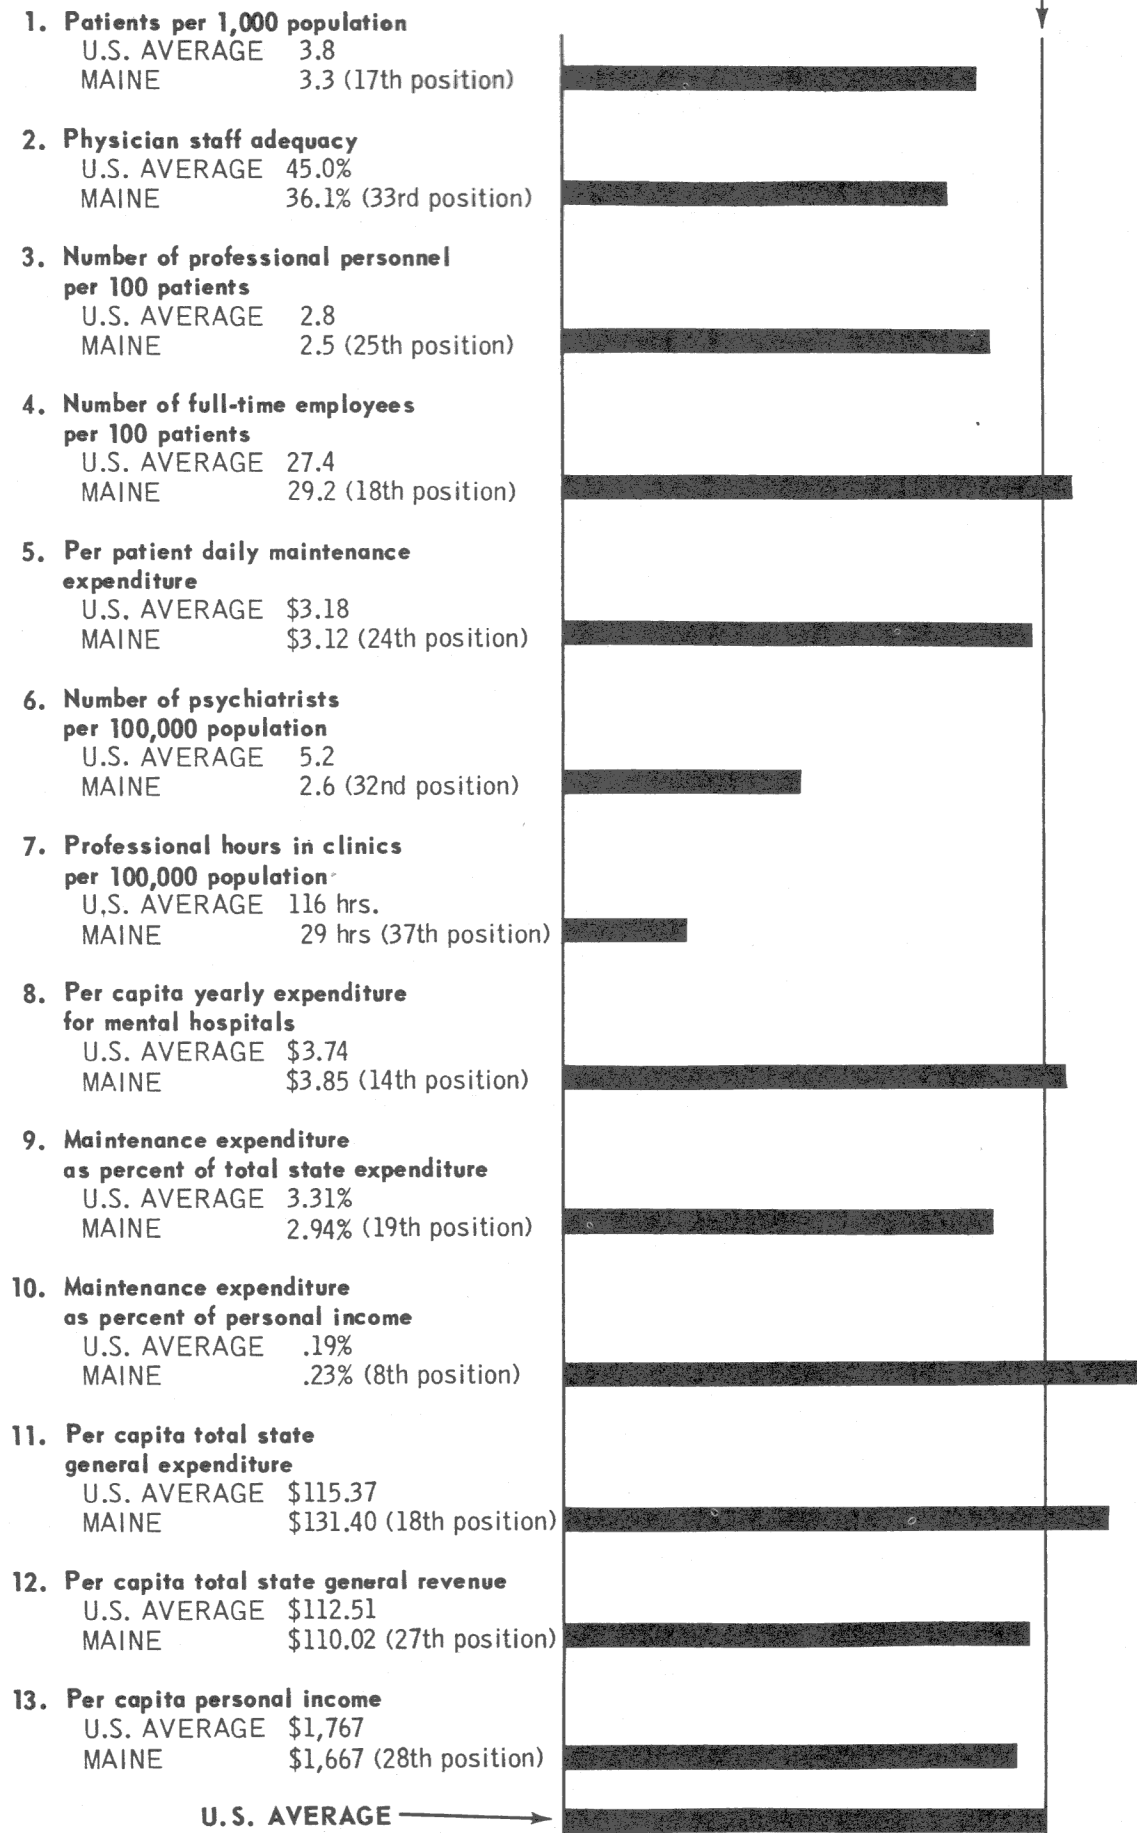 1. Patients per 1,000 population
U.S. AVERAGE 3.8
MAINE 3.3 (17th position)
2. Physician staff adequacy
U.S. AVERAGE 45.0%
MAINE 36.1% (33rd position)
3. Number of professional personnel
per 100 patients
U.S. AVERAGE 2.8
MAINE 2.5 (25th position)
4. Number of full-time employees
per 100 patients
U.S. AVERAGE 27.4
MAINE 29.2 (18th position)
5. Per patient daily maintenance
expenditure
U.S. AVERAGE $3.18
MAINE $3.12 (24th position)
6. Number of psychiatrists
per 100,000 population
U.S. AVERAGE 5.2
MAINE 2.6 (32nd position)
7. Professional hours in clinics
per 100,000 population
U.S. AVERAGE 116 hrs.
MAINE 29 hrs (37th position)
8. Per capita yearly expenditure
for mental hospitals
U.S. AVERAGE $3.74
MAINE $3.85 (14th position)
9. Maintenance expenditure
as percent of total state expenditure
U.S. AVERAGE 3.31%
MAINE 2.94% (19th position)
10. Maintenance expenditure
as percent of personal income
U.S. AVERAGE .19%
MAINE .23% (8th position)
11. Per capita total state
general expenditure
U.S. AVERAGE $115.37
MAINE $131.40 (18th position)
12. Per capita total state general revenue
U.S. AVERAGE $112.51
MAINE $110.02 (27th position)
13. Per capita personal income
U.S. AVERAGE $1,767
MAINE $1,667 (28th position)
U.S. AVERAGE